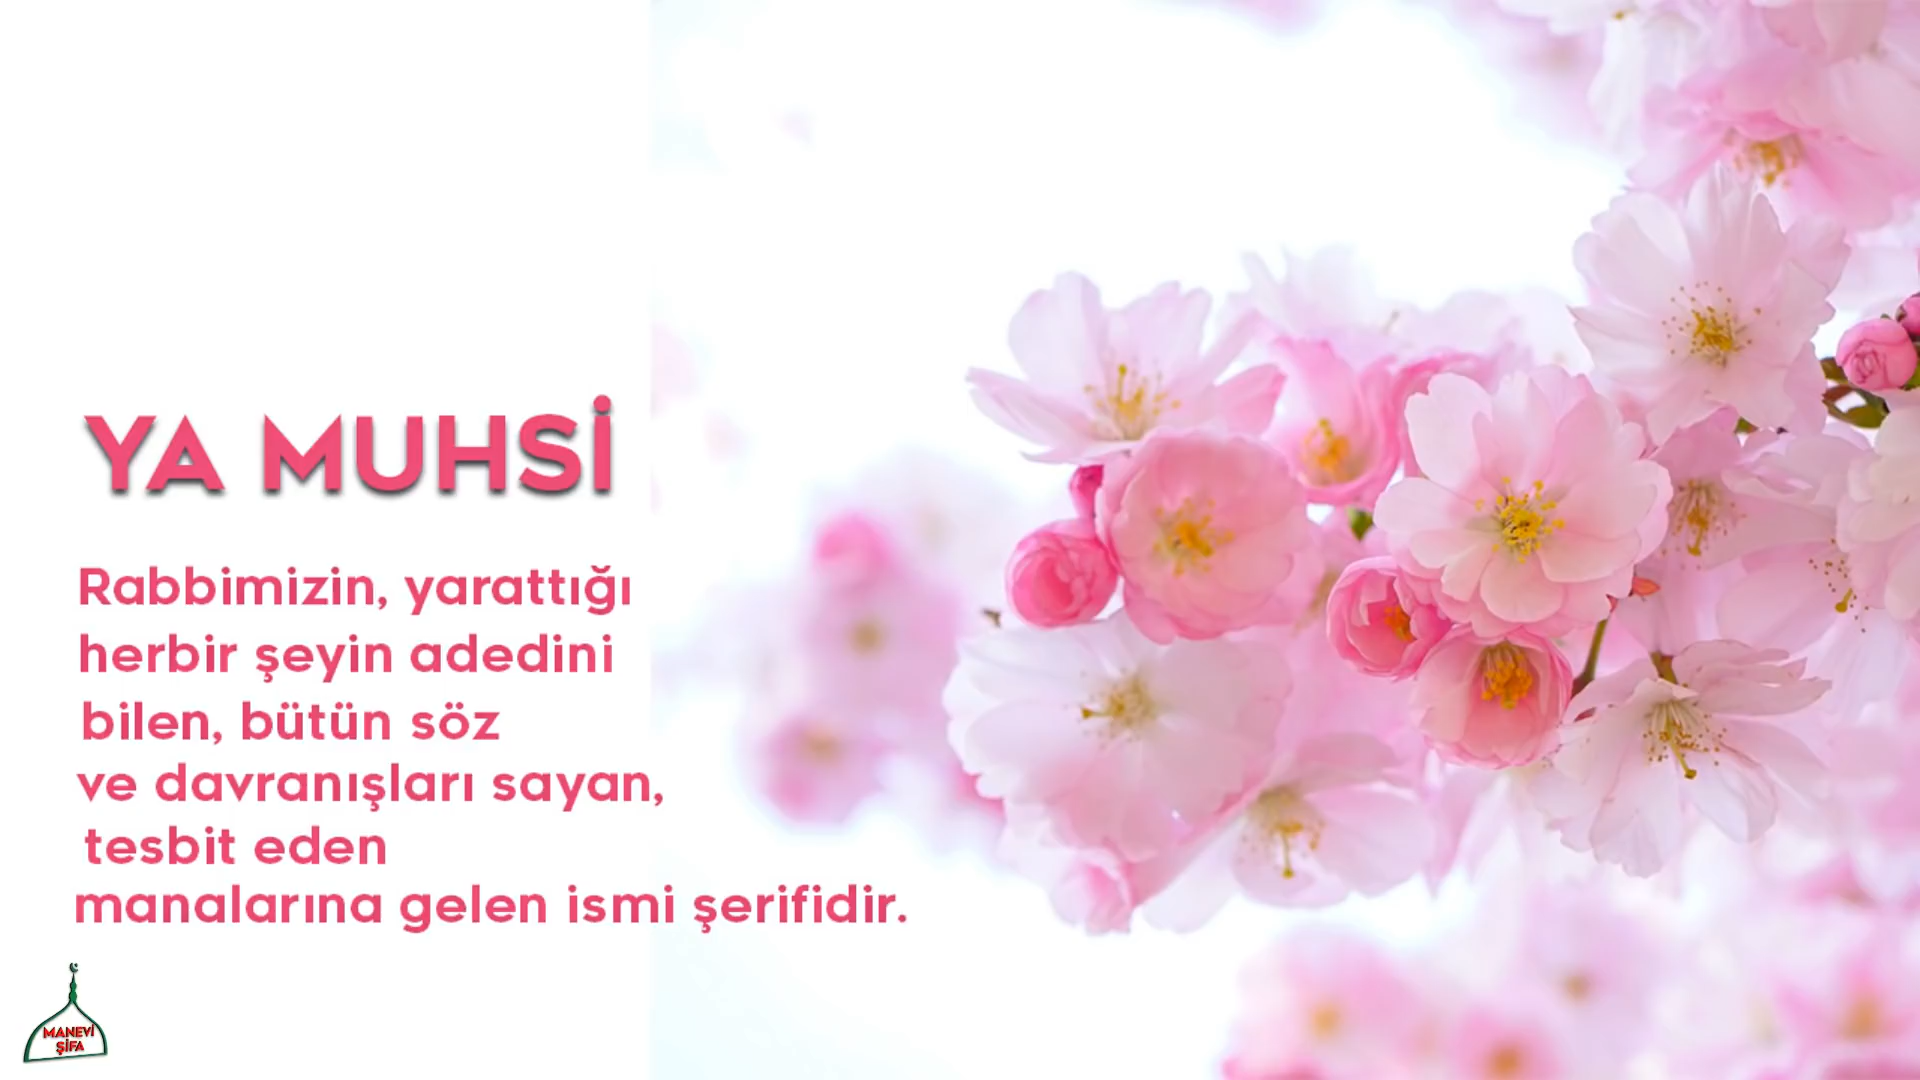 YA MUHSİ
Rabbimizin, yarattığı
herbir şeyin adedini
bilen, bütün söz
ve davranışları sayan,
tesbit eden
manalarına gelen ismi şerifidir.
MANEVİ
ŞİFA